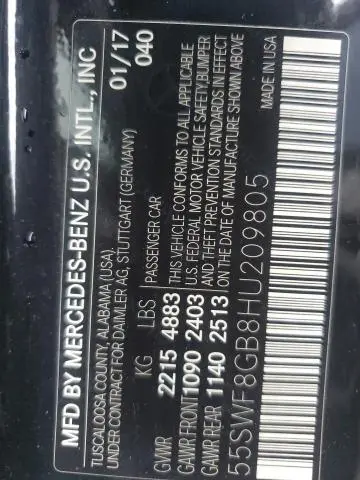 MFD BY MERCEDES-BENZ U.S. INTL., INC
TUSCALOOSA COUNTY, ALABAMA (USA)
UNDER CONTRACT FOR DAIMLER AG, STUTTGART (GERMANY)
01/17
040
KG LBS PASSENGER CAR
GVWR 2215 4883
GAWR FRONT 1090 2403
GAWR REAR 1140 2513
THIS VEHICLE CONFORMS TO ALL APPLICABLE
U.S. FEDERAL MOTOR VEHICLE SAFETY, BUMPER
AND THEFT PREVENTION STANDARDS IN EFFECT
ON THE DATE OF MANUFACTURE SHOWN ABOVE
55SWF8GB8HU209805
MADE IN USA